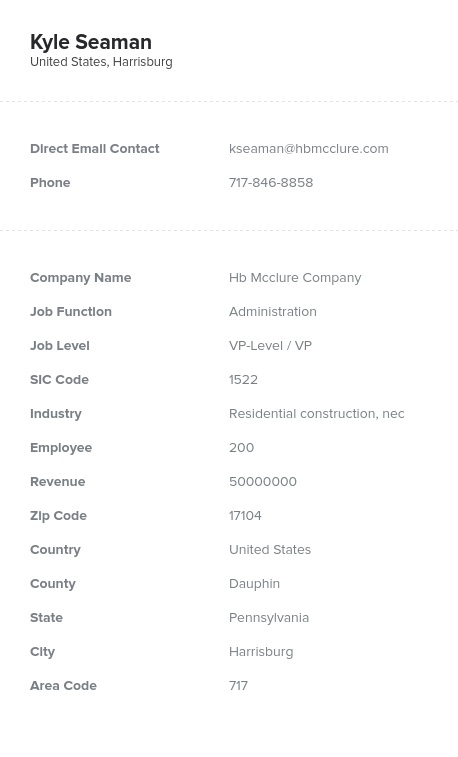 Kyle Seaman
United States, Harrisburg
Direct Email Contact kseaman@hbmcclure.com
Phone 717-846-8858
Company Name Hb Mcclure Company
Job Function Administration
Job Level VP-Level / VP
SIC Code 1522
Industry Residential construction, nec
Employee 200
Revenue 50000000
Zip Code 17104
Country United States
County Dauphin
State Pennsylvania
City Harrisburg
Area Code 717